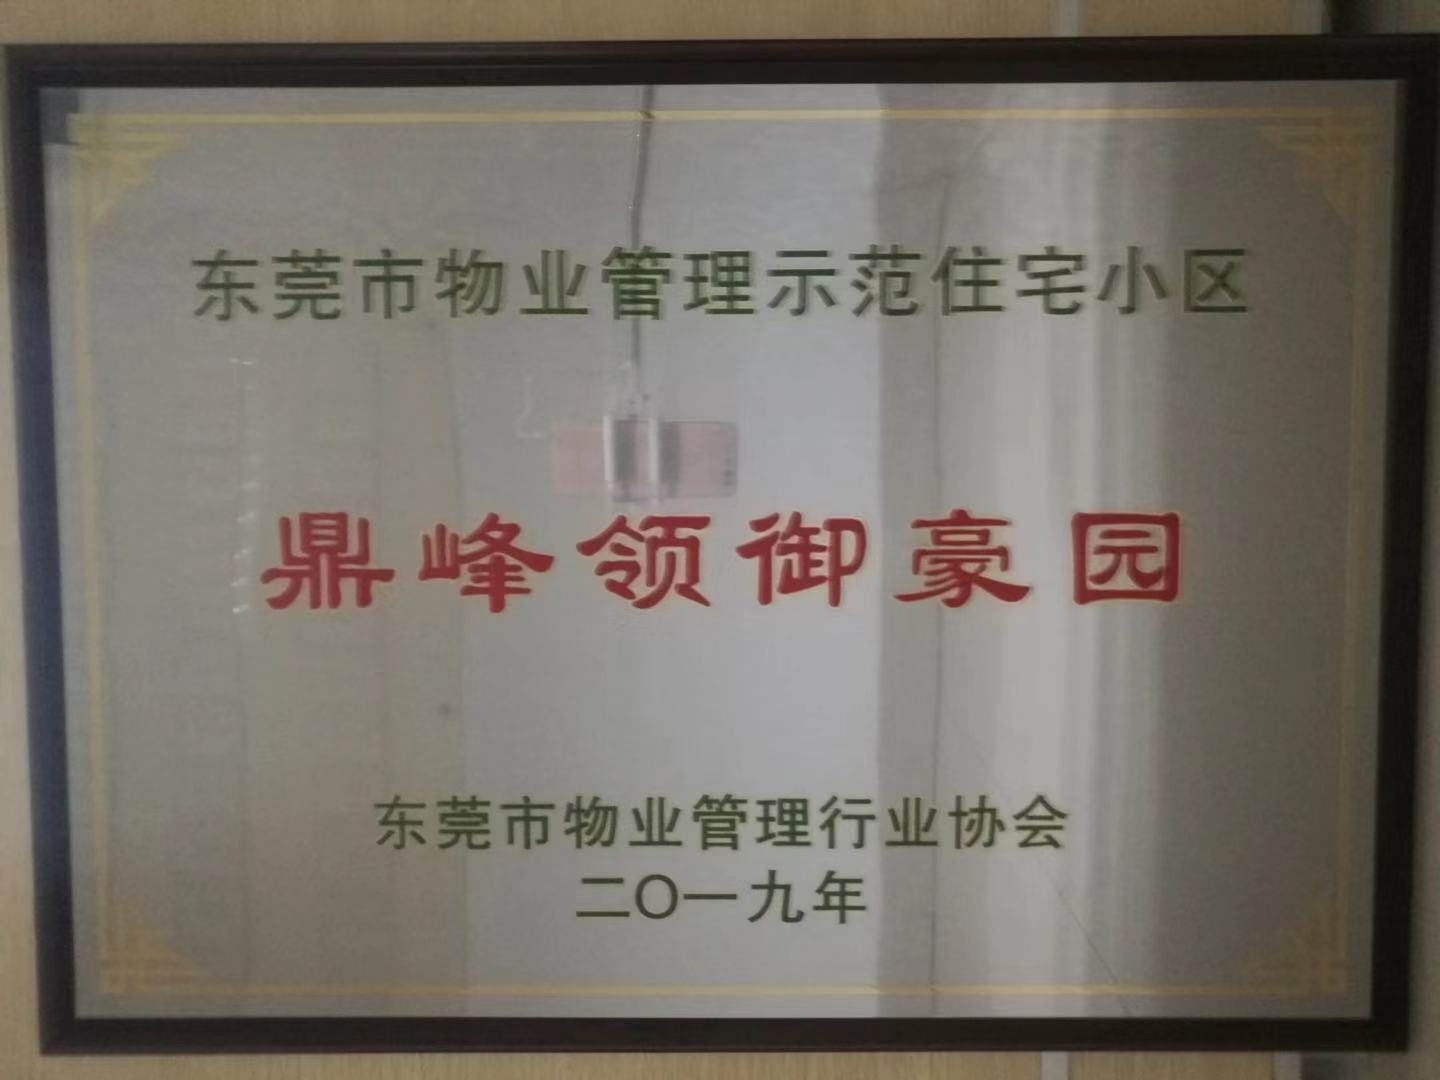 东莞市物业管理示范住宅小区
鼎峰领御豪园
东莞市物业管理行业协会
二〇一九年